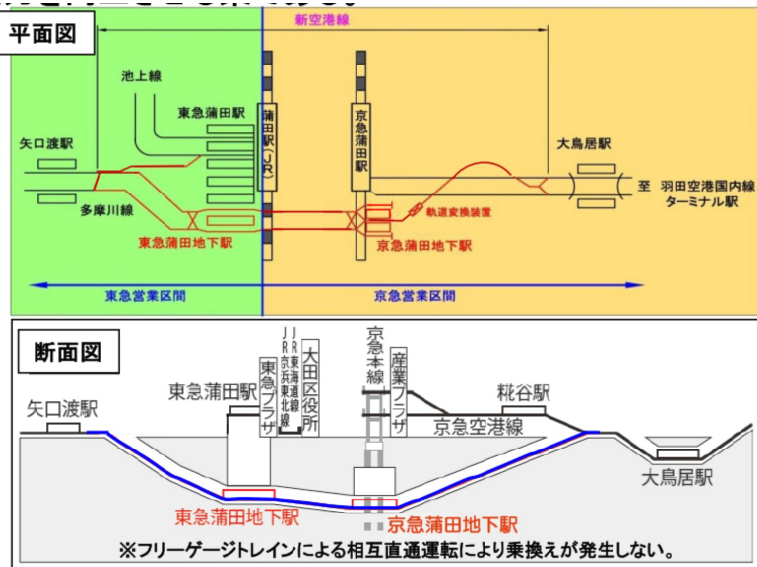 平面図
新空港線
池上線
東急蒲田駅
蒲田駅(JR)
京急蒲田駅
矢口渡駅
大鳥居駅
至 羽田空港国内線
ターミナル駅
多摩川線
軌道変換装置
東急蒲田地下駅
京急蒲田地下駅
東急営業区間
京急営業区間
断面図
JR京浜東北線
JR東海道線
京急本線
東急プラザ
大田区役所
産業プラザ
東急蒲田駅
糀谷駅
矢口渡駅
京急空港線
大鳥居駅
東急蒲田地下駅
京急蒲田地下駅
※フリーゲージトレインによる相互直通運転により乗換えが発生しない。